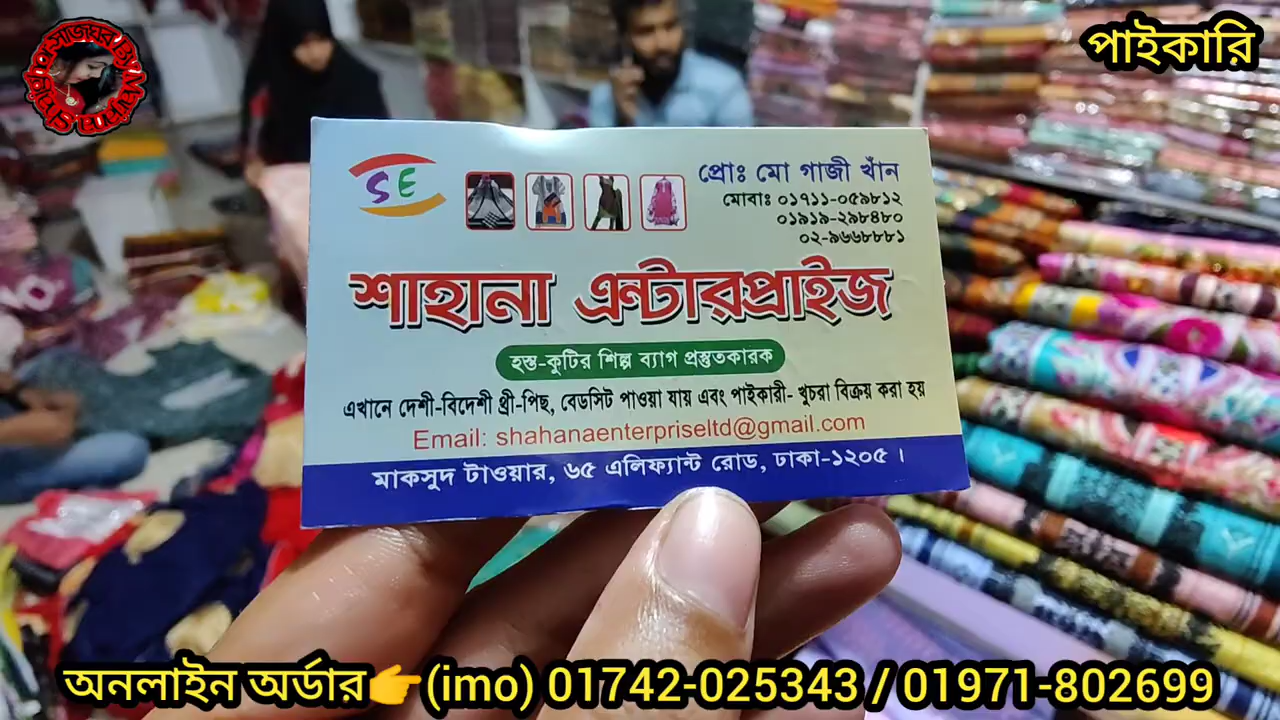 পাইকারি
SE
প্রোঃ মো গাজী খাঁন
মোবাঃ ০১৭১১-০৫৯৮১২
০১৯১৯-২৯৮৪৮০
০২-৯৬৬৮৮৮১
শাহানা এন্টারপ্রাইজ
হস্ত-কুটির শিল্প ব্যাগ প্রস্তুতকারক
এখানে দেশী-বিদেশী থ্রী-পিছ, বেডসিট পাওয়া যায় এবং পাইকারী- খুচরা বিক্রয় করা হয়
Email: shahanaenterpriseltd@gmail.com
মাকসুদ টাওয়ার, ৬৫ এলিফ্যান্ট রোড, ঢাকা-১২০৫ ।
অনলাইন অর্ডার👉(imo) 01742-025343 / 01971-802699